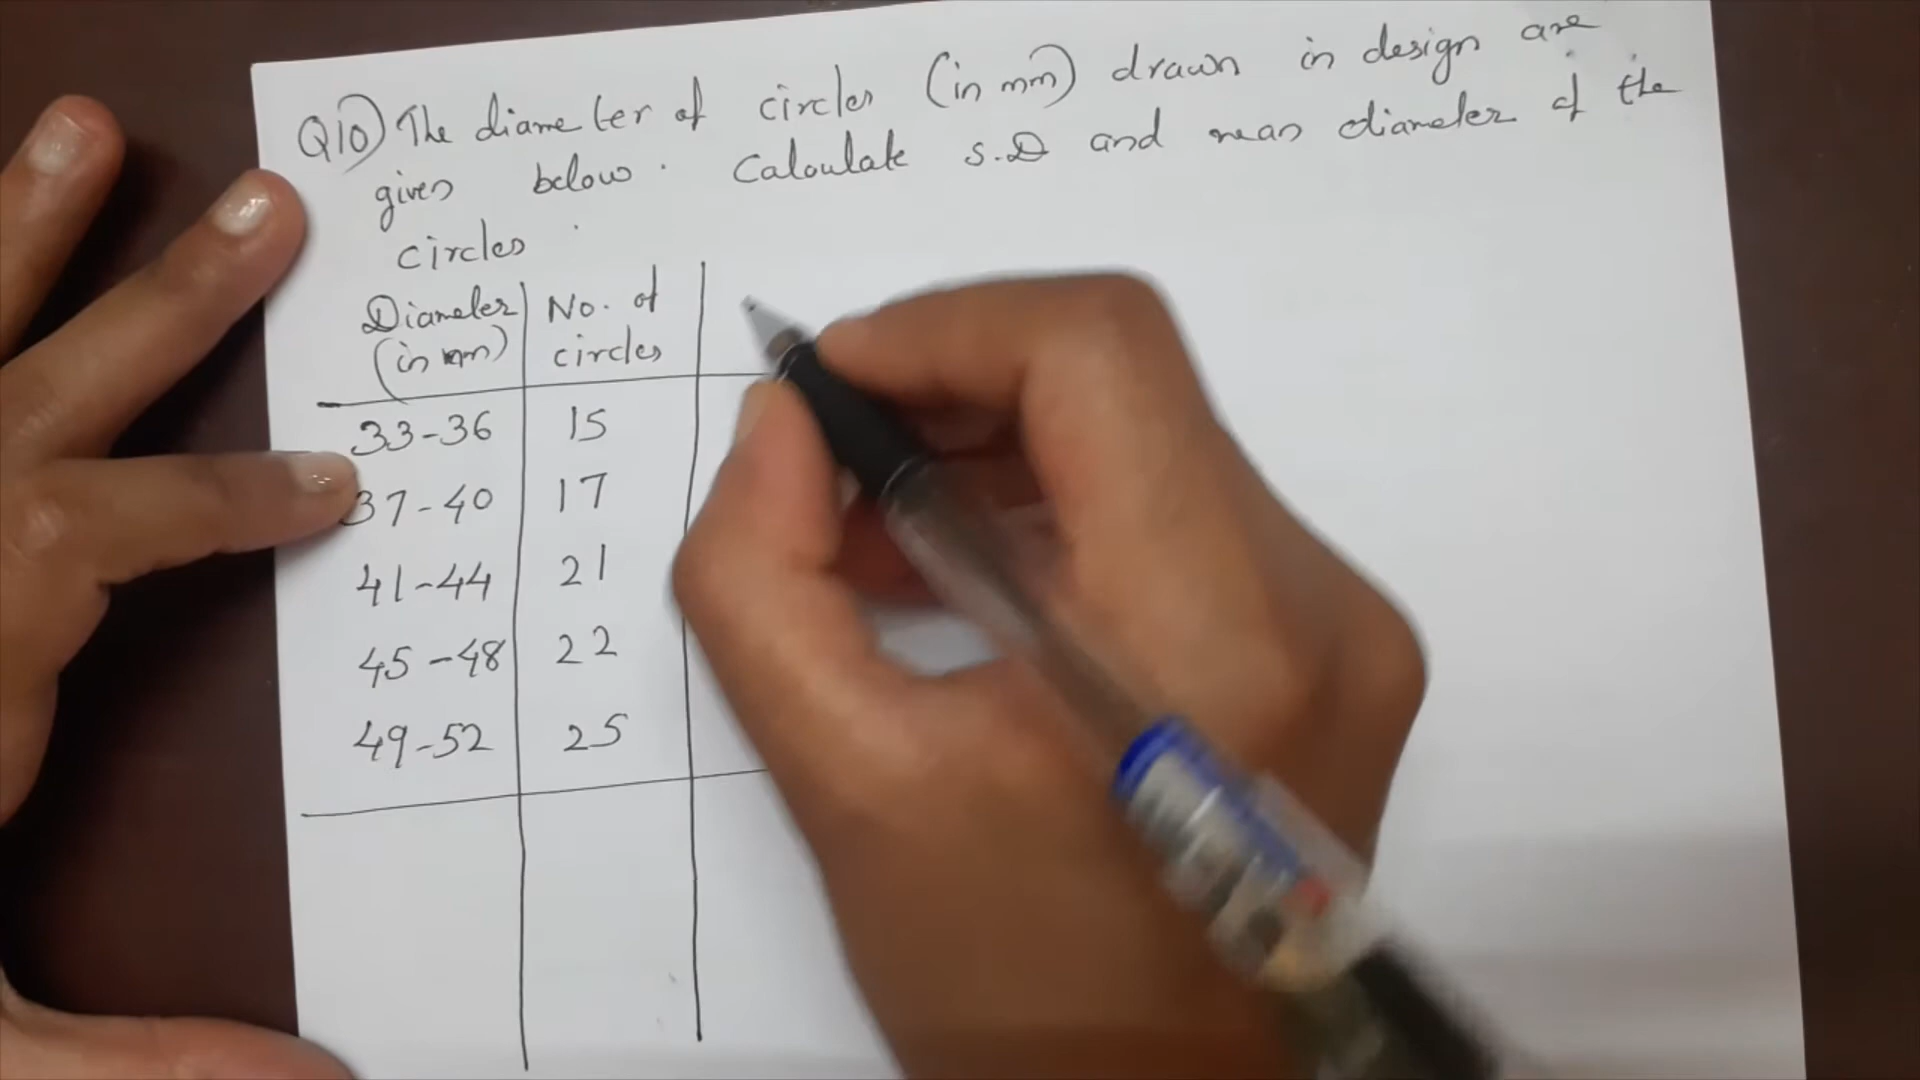 Q10) The diameter of circles (in mm) drawn in design are
given below. Calculate S.D and mean diameter of the
circles
Diameter (in mm) No. of circles
33-36 15
37-40 17
41-44 21
45-48 22
49-52 25